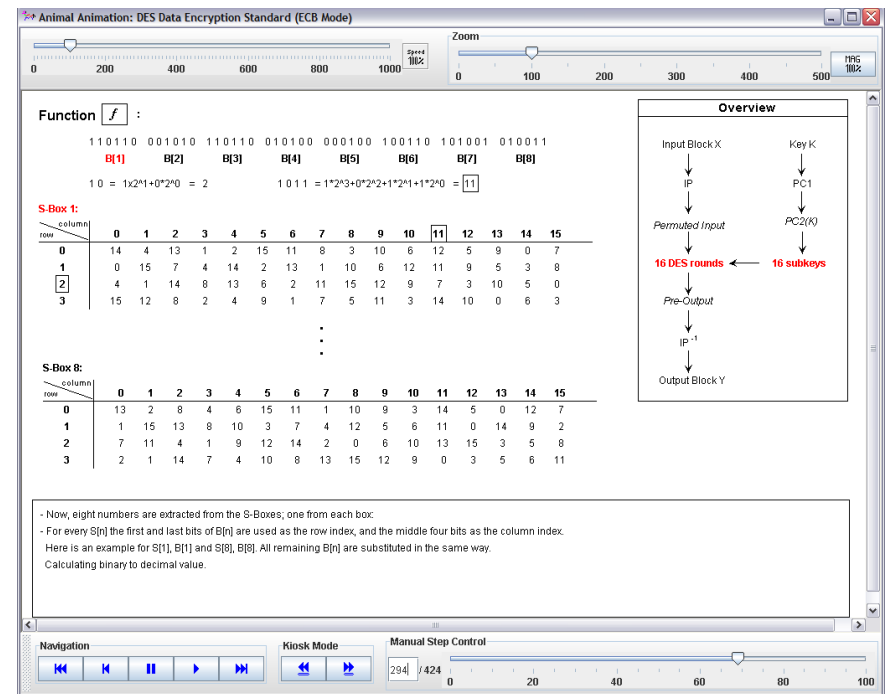 Animal Animation: DES Data Encryption Standard (ECB Mode)
0 200 400 600 800 1000
Speed
100%
Zoom
0 100 200 300 400 500
MAG
100%
Function f :
110110 001010 110110 010100 000100 100110 101001 010011
B[1] B[2] B[3] B[4] B[5] B[6] B[7] B[8]
1 0 = 1x2^1+0*2^0 = 2 1 0 1 1 = 1*2^3+0*2^2+1*2^1+1*2^0 = 11
S-Box 1:
column
row 0 1 2 3 4 5 6 7 8 9 10 11 12 13 14 15
0 14 4 13 1 2 15 11 8 3 10 6 12 5 9 0 7
1 0 15 7 4 14 2 13 1 10 6 12 11 9 5 3 8
2 4 1 14 8 13 6 2 11 15 12 9 7 3 10 5 0
3 15 12 8 2 4 9 1 7 5 11 3 14 10 0 6 3
S-Box 8:
column
row 0 1 2 3 4 5 6 7 8 9 10 11 12 13 14 15
0 13 2 8 4 6 15 11 1 10 9 3 14 5 0 12 7
1 1 15 13 8 10 3 7 4 12 5 6 11 0 14 9 2
2 7 11 4 1 9 12 14 2 0 6 10 13 15 3 5 8
3 2 1 14 7 4 10 8 13 15 12 9 0 3 5 6 11
Overview
Input Block X Key K
IP PC1
Permuted Input PC2(K)
16 DES rounds 16 subkeys
Pre-Output
IP -1
Output Block Y
- Now, eight numbers are extracted from the S-Boxes; one from each box:
- For every S[n] the first and last bits of B[n] are used as the row index, and the middle four bits as the column index.
Here is an example for S[1], B[1] and S[8], B[8]. All remaining B[n] are substituted in the same way.
Calculating binary to decimal value.
Navigation
Kiosk Mode
Manual Step Control
294 / 424
0 20 40 60 80 100